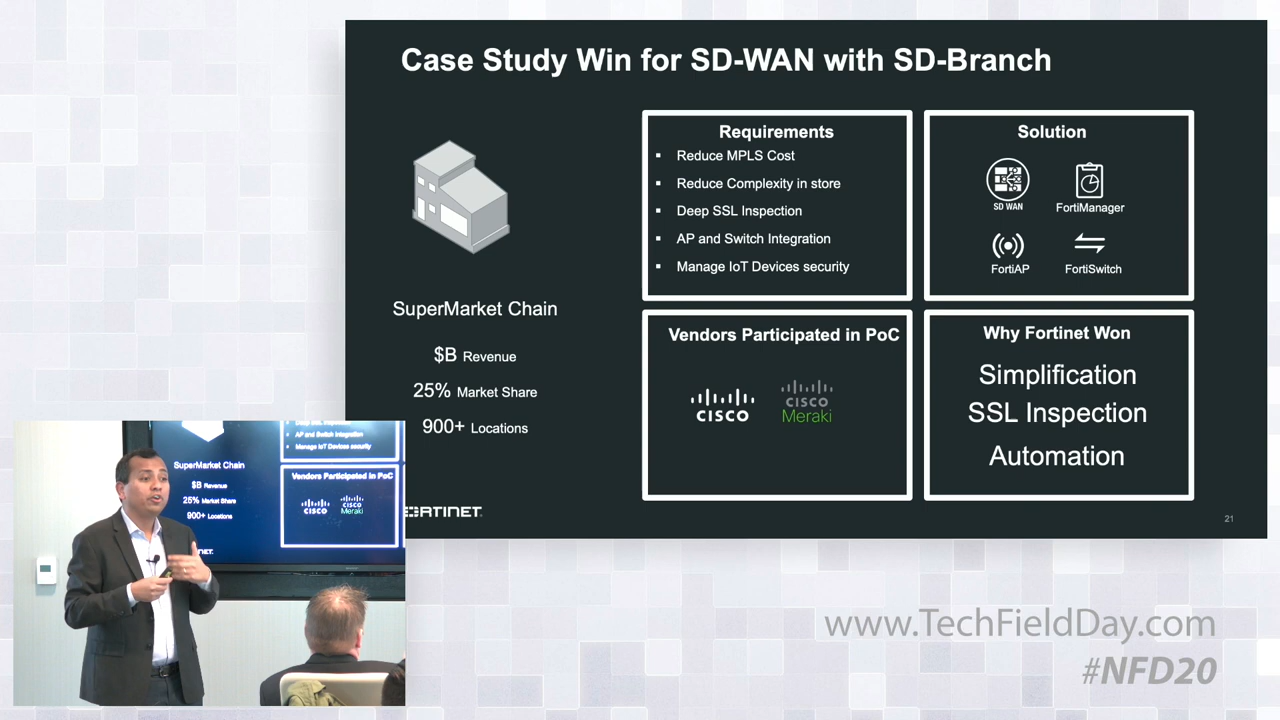 Case Study Win for SD-WAN with SD-Branch
SuperMarket Chain
$B Revenue
25% Market Share
900+ Locations
Requirements
▪ Reduce MPLS Cost
▪ Reduce Complexity in store
▪ Deep SSL Inspection
▪ AP and Switch Integration
▪ Manage IoT Devices security
Solution
SD WAN
FortiManager
FortiAP
FortiSwitch
Vendors Participated in PoC
CISCO
CISCO
Meraki
Why Fortinet Won
Simplification
SSL Inspection
Automation
RTINET
21
AP and Switch Integration
Manage IoT Devices security
SuperMarket Chain
$B Revenue
25% Market Share
900+ Locations
Vendors Participated in PoC
CISCO
CISCO
Meraki
www.TechFieldDay.com
#NFD20